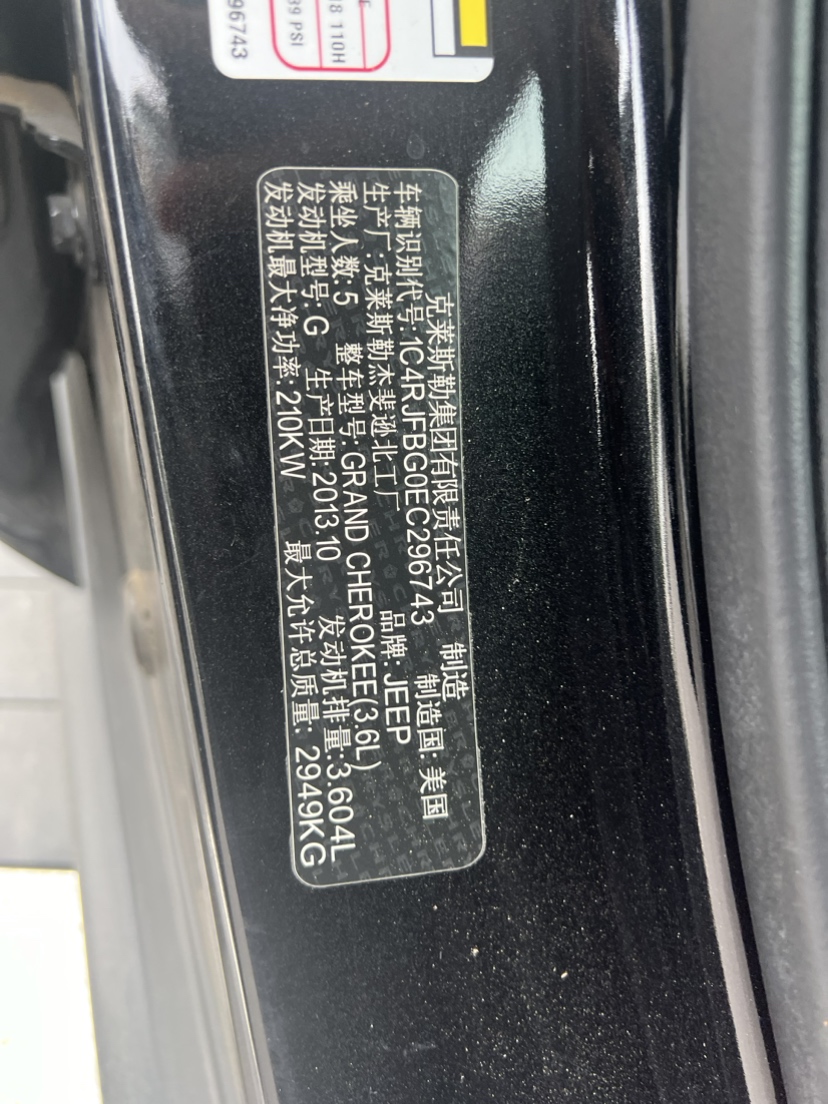 E
18 110H
39 PSI
96743
克莱斯勒集团有限责任公司 制造
车辆识别代号:1C4RJFBG0EC296743 制造国:美国
生产厂:克莱斯勒杰斐逊北工厂 品牌:JEEP
乘坐人数:5 整车型号:GRAND CHEROKEE(3.6L)
发动机型号:G 生产日期:2013.10 发动机排量:3.604L
发动机最大净功率:210KW 最大允许总质量:2949KG